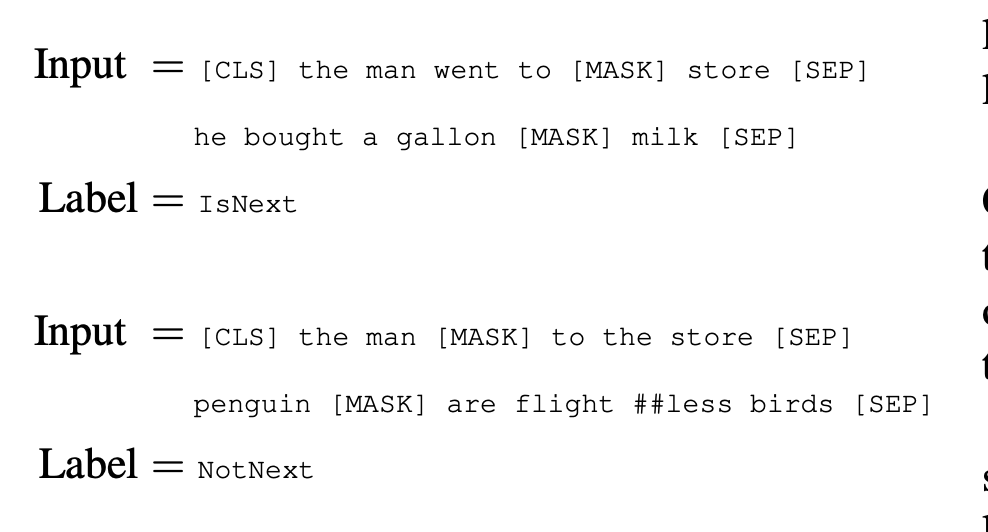 Input = [CLS] the man went to [MASK] store [SEP]
he bought a gallon [MASK] milk [SEP]
Label = IsNext
Input = [CLS] the man [MASK] to the store [SEP]
penguin [MASK] are flight ##less birds [SEP]
Label = NotNext